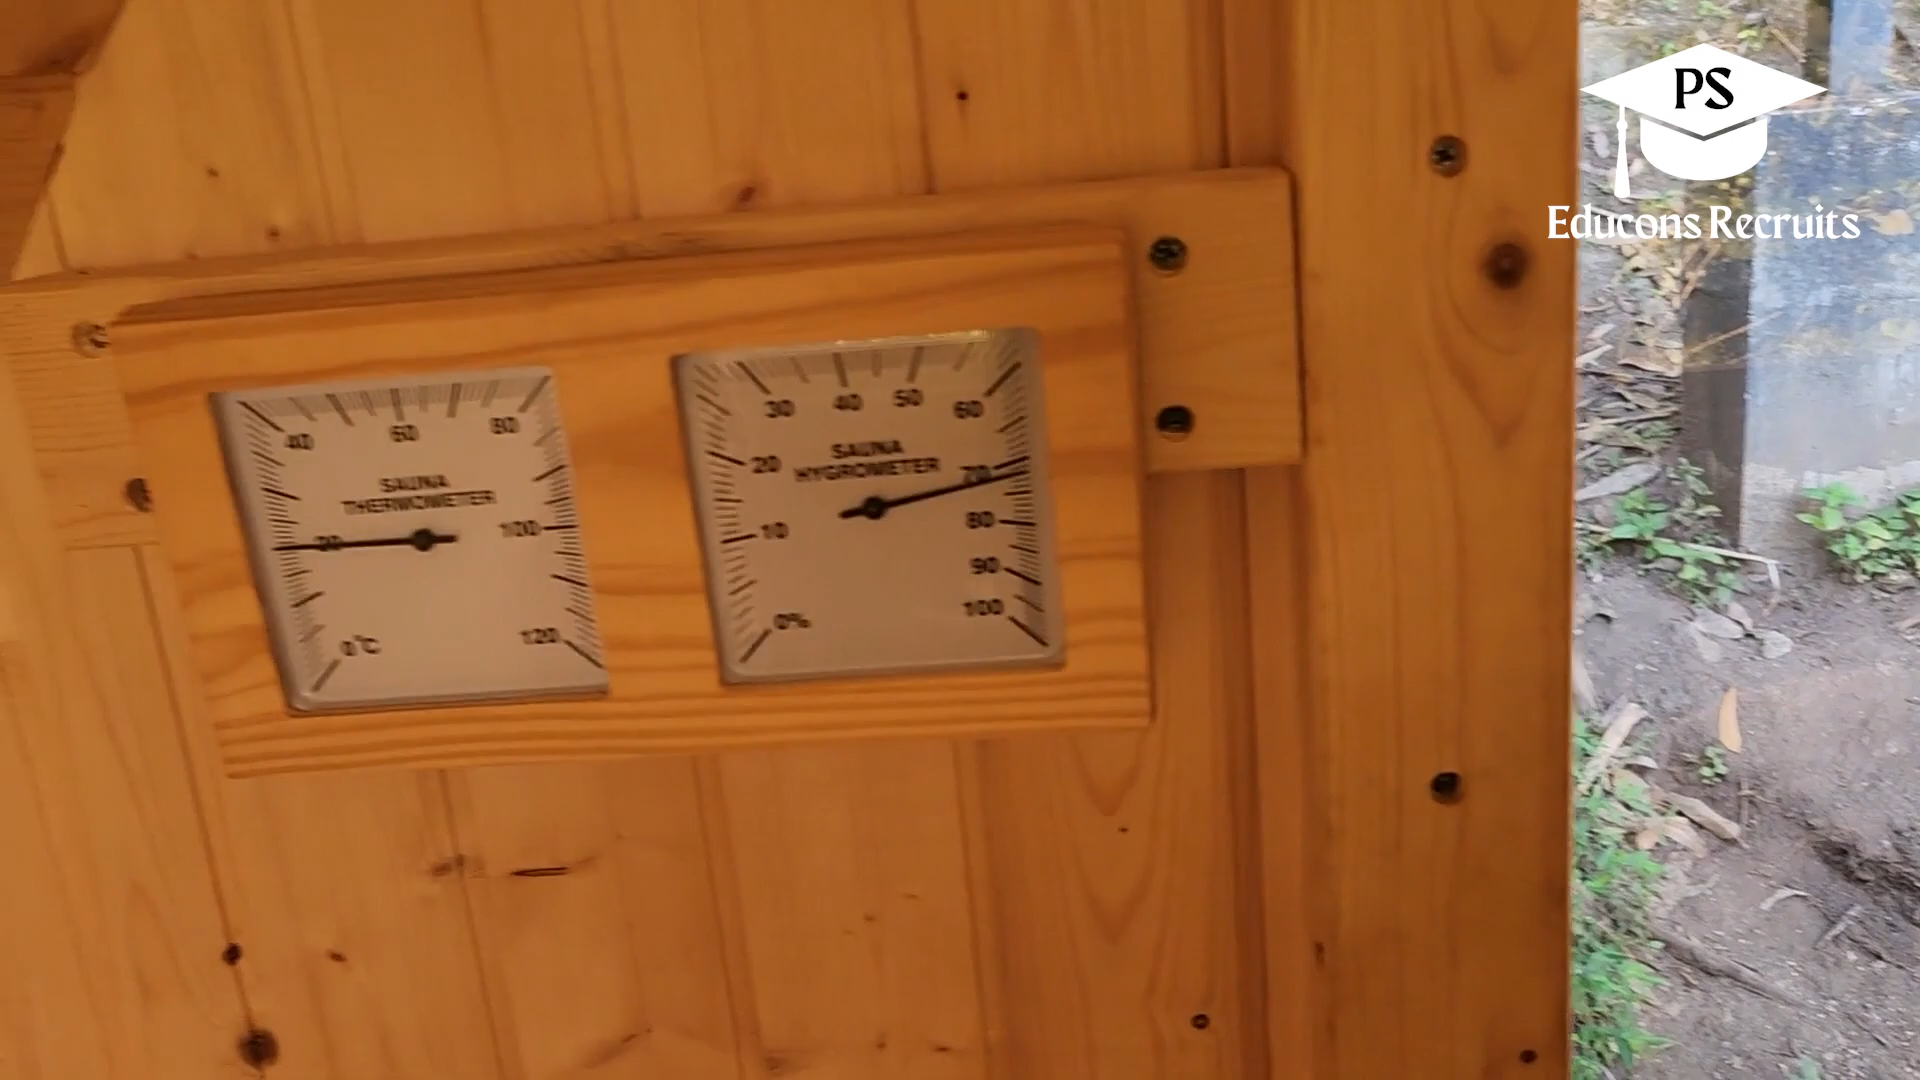 PS
Educons Recruits
40 60 80
SAUNA
THERMOMETER
20 100
0°C 120
30 40 50 60
SAUNA
HYGROMETER
20 70
10 80
90
0% 100